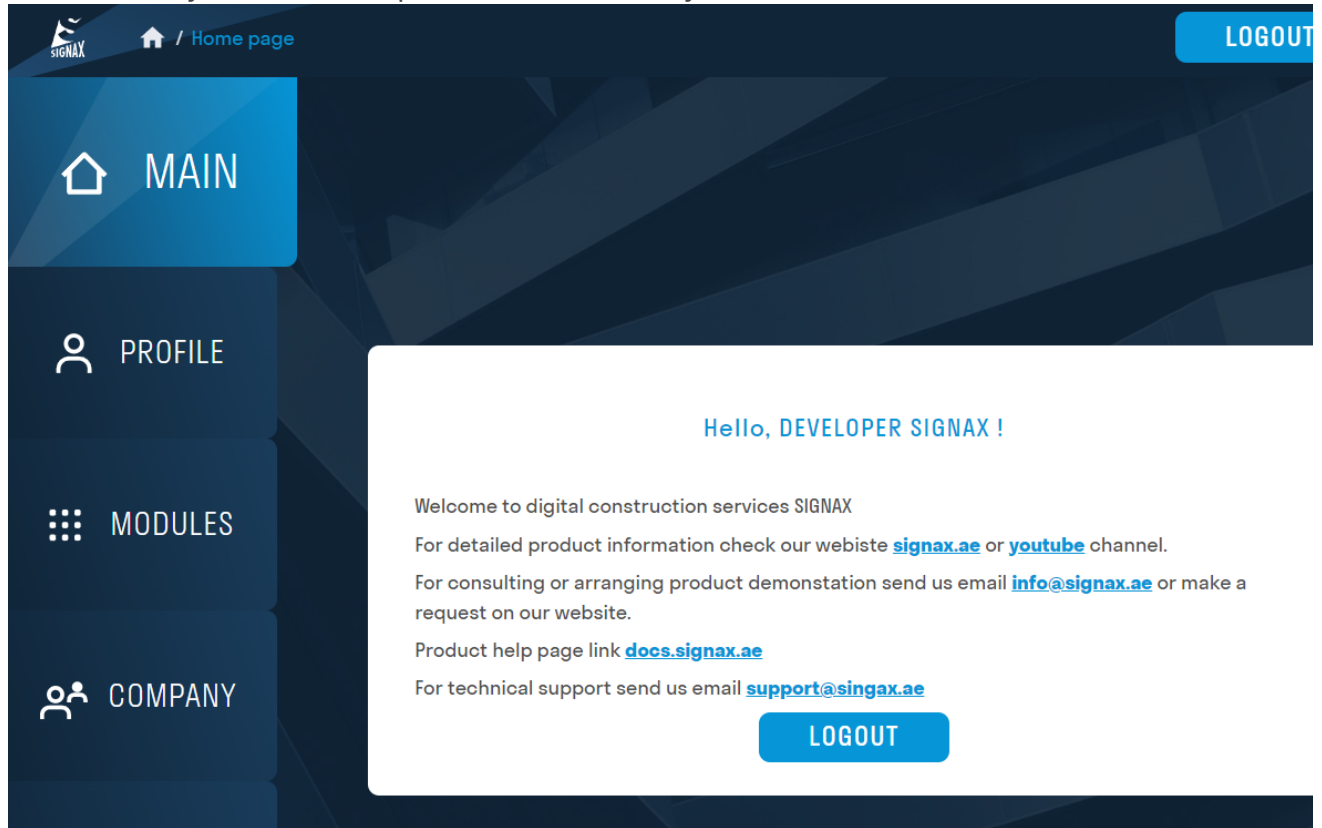 SIGNAX
/ Home page
LOGOUT
MAIN
PROFILE
MODULES
COMPANY
Hello, DEVELOPER SIGNAX !
Welcome to digital construction services SIGNAX
For detailed product information check our webiste signax.ae or youtube channel.
For consulting or arranging product demonstation send us email info@signax.ae or make a
request on our website.
Product help page link docs.signax.ae
For technical support send us email support@singax.ae
LOGOUT